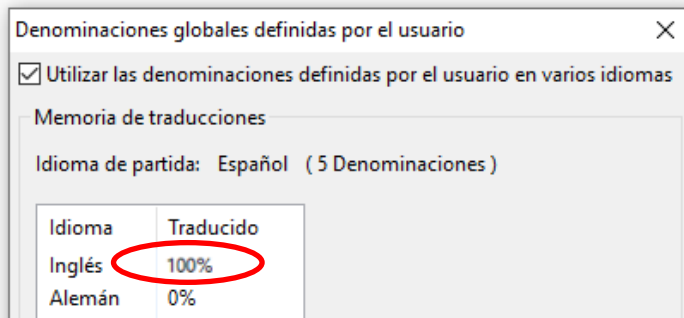 Denominaciones globales definidas por el usuario
Utilizar las denominaciones definidas por el usuario en varios idiomas
Memoria de traducciones
Idioma de partida: Español ( 5 Denominaciones )
Idioma Traducido
Inglés 100%
Alemán 0%